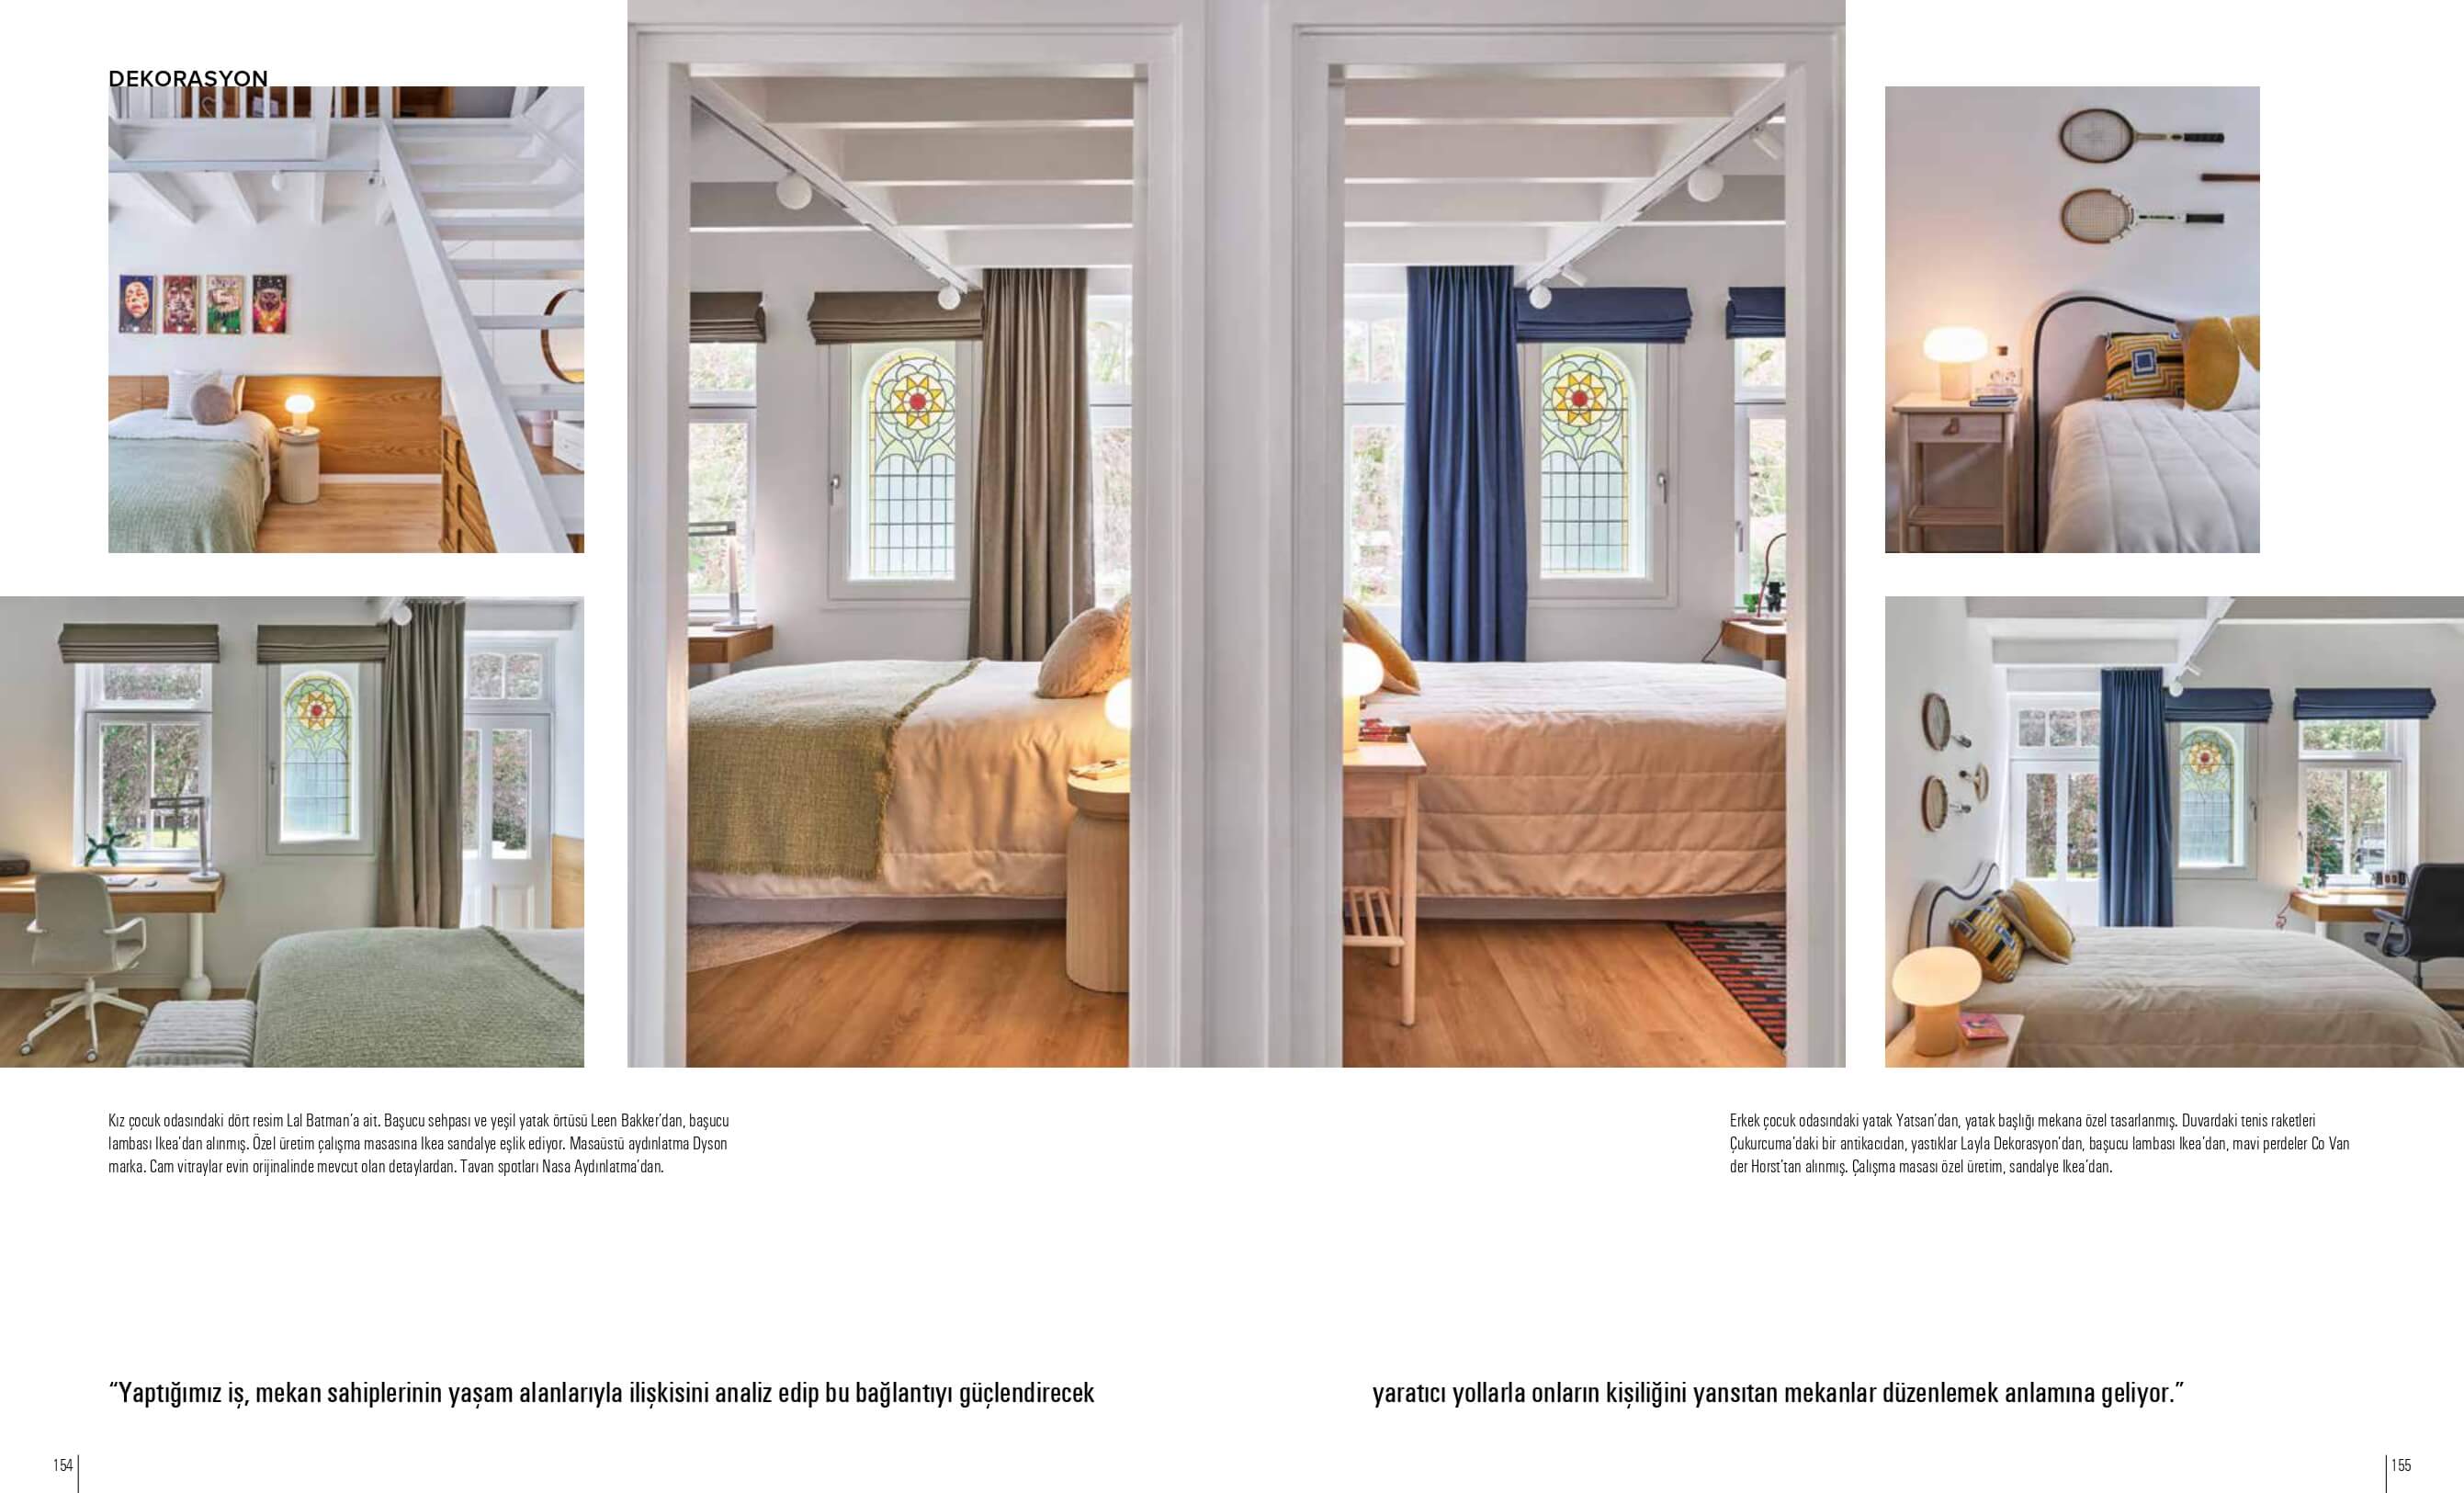 DEKORASYON
Kız çocuk odasındaki dört resim Lal Batman’a ait. Başucu sehpası ve yeşil yatak örtüsü Leen Bakker’dan, başucu
lambası Ikea’dan alınmış. Özel üretim çalışma masasına Ikea sandalye eşlik ediyor. Masaüstü aydınlatma Dyson
marka. Cam vitraylar evin orijinalinde mevcut olan detaylardan. Tavan spotları Nasa Aydınlatma’dan.
Erkek çocuk odasındaki yatak Yatsan’dan, yatak başlığı mekana özel tasarlanmış. Duvardaki tenis raketleri
Çukurcuma’daki bir antikacıdan, yastıklar Layla Dekorasyon’dan, başucu lambası Ikea’dan, mavi perdeler Co Van
der Horst’tan alınmış. Çalışma masası özel üretim, sandalye Ikea’dan.
“Yaptığımız iş, mekan sahiplerinin yaşam alanlarıyla ilişkisini analiz edip bu bağlantıyı güçlendirecek
yaratıcı yollarla onların kişiliğini yansıtan mekanlar düzenlemek anlamına geliyor.”
154
155